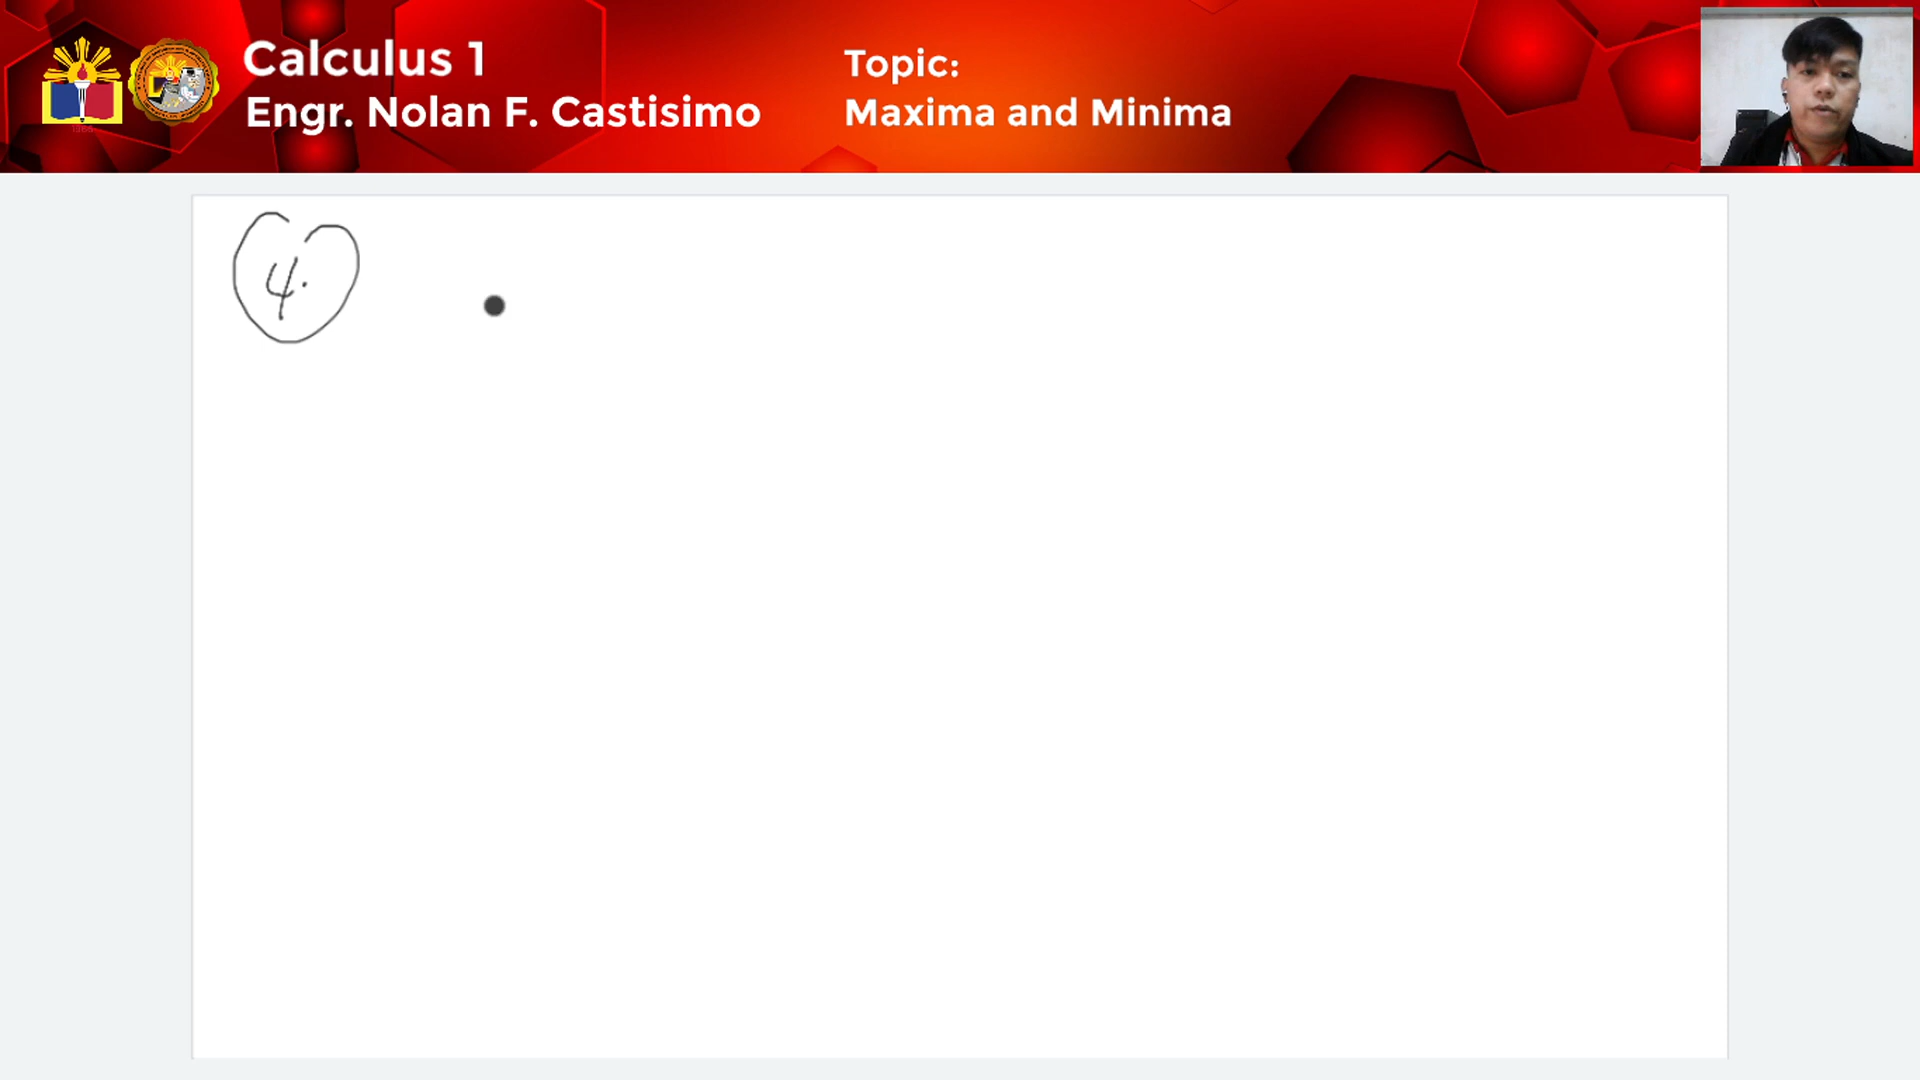 Calculus 1
Engr. Nolan F. Castisimo
Topic:
Maxima and Minima
4.